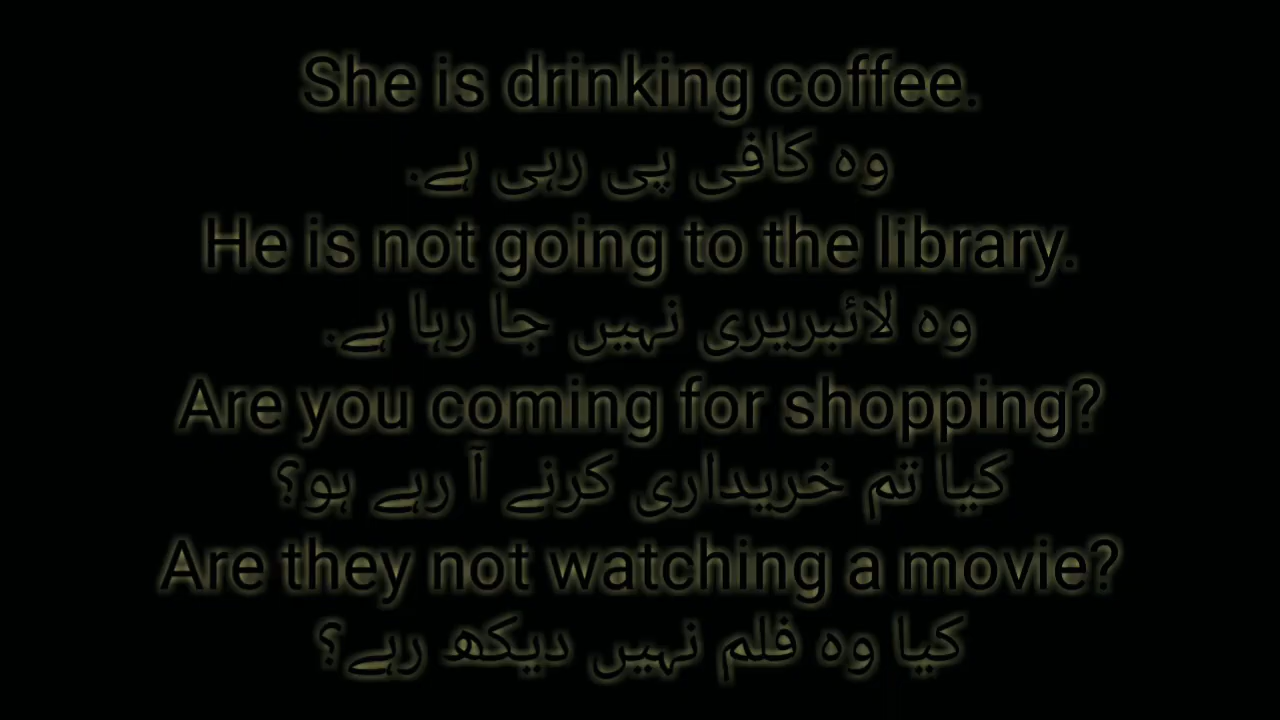 She is drinking coffee.
وہ کافی پی رہی ہے.
He is not going to the library.
وہ لائبریری نہیں جا رہا ہے.
Are you coming for shopping?
کیا تم خریداری کرنے آ رہے ہو؟
Are they not watching a movie?
کیا وہ فلم نہیں دیکھ رہے؟